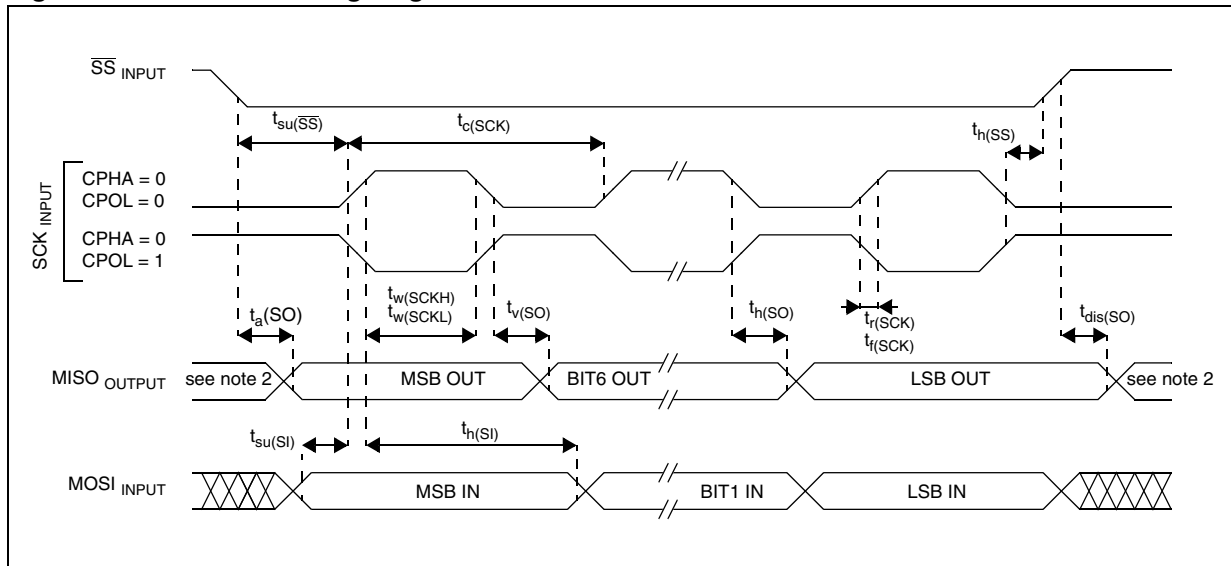 SS INPUT
tsu(SS)
tc(SCK)
th(SS)
SCK INPUT
CPHA = 0
CPOL = 0
CPHA = 0
CPOL = 1
ta(SO)
tw(SCKH)
tw(SCKL)
tv(SO)
th(SO)
tr(SCK)
tf(SCK)
tdis(SO)
MISO OUTPUT
see note 2
MSB OUT
BIT6 OUT
LSB OUT
see note 2
tsu(SI)
th(SI)
MOSI INPUT
MSB IN
BIT1 IN
LSB IN